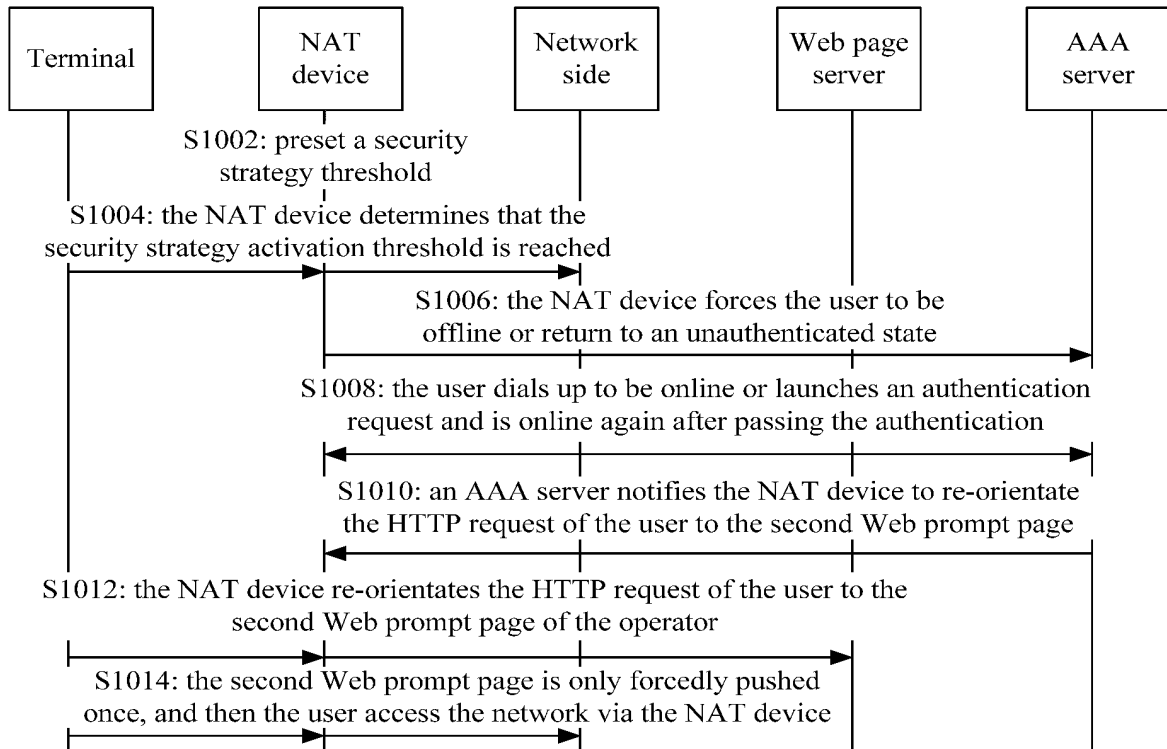 Terminal
NAT
device
Network
side
Web page
server
AAA
server
S1002: preset a security
strategy threshold
S1004: the NAT device determines that the
security strategy activation threshold is reached
S1006: the NAT device forces the user to be
offline or return to an unauthenticated state
S1008: the user dials up to be online or launches an authentication
request and is online again after passing the authentication
S1010: an AAA server notifies the NAT device to re-orientate
the HTTP request of the user to the second Web prompt page
S1012: the NAT device re-orientates the HTTP request of the user to the
second Web prompt page of the operator
S1014: the second Web prompt page is only forcedly pushed
once, and then the user access the network via the NAT device